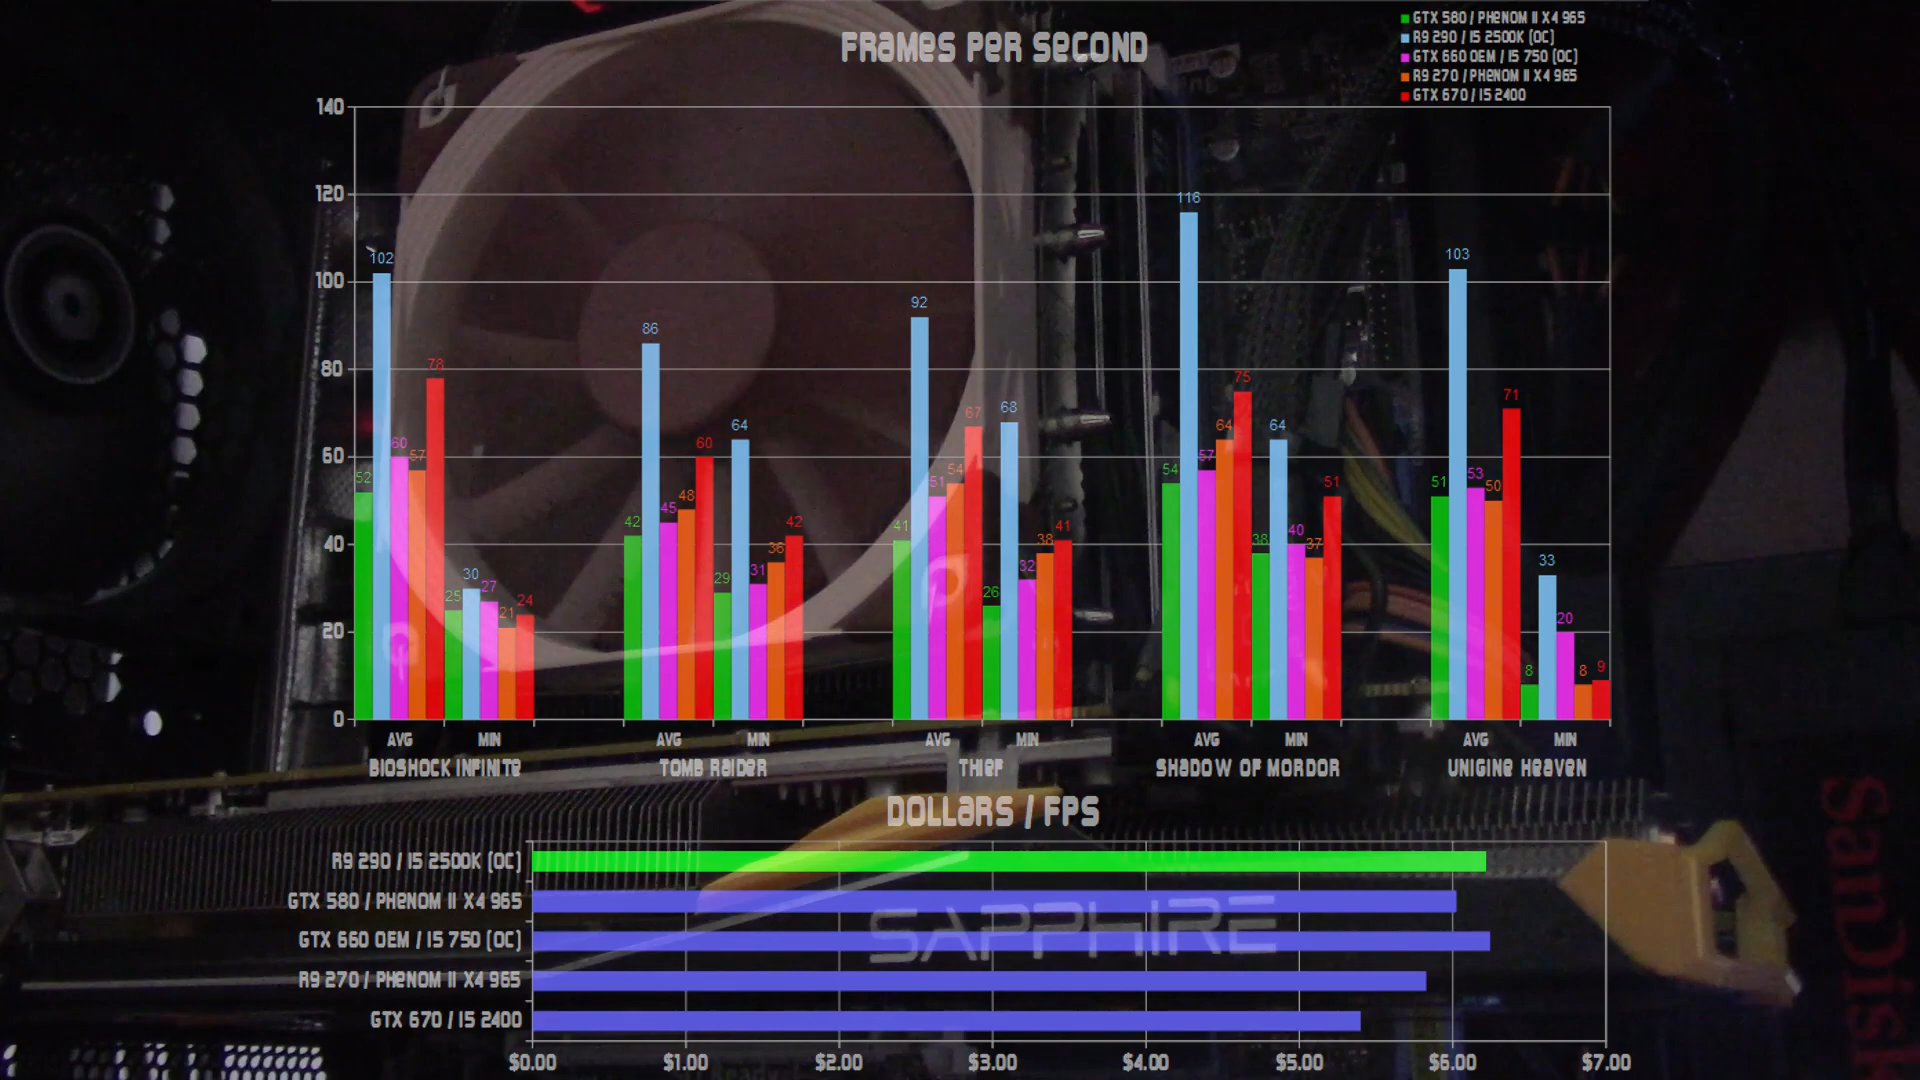 GTX 580 / PHENOM II X4 965
R9 290 / I5 2500K (OC)
GTX 660 OEM / I5 750 (OC)
R9 270 / PHENOM II X4 965
GTX 670 / I5 2400
FRAMES PER SECOND
140
120
100
80
60
40
20
0
52 102 60 57 78 25 30 27 21 24
42 86 45 48 60 29 64 31 36 42
41 92 51 54 67 26 68 32 38 41
54 116 57 64 75 38 64 40 37 51
51 103 53 50 71 8 33 20 8 9
AVG MIN AVG MIN AVG MIN AVG MIN AVG MIN
BIOSHOCK INFINITE TOMB RAIDER THIEF SHADOW OF MORDOR UNIGINE HEAVEN
DOLLARS / FPS
R9 290 / I5 2500K (OC)
GTX 580 / PHENOM II X4 965
GTX 660 OEM / I5 750 (OC)
R9 270 / PHENOM II X4 965
GTX 670 / I5 2400
$0.00 $1.00 $2.00 $3.00 $4.00 $5.00 $6.00 $7.00
SAPPHIRE
SanDisk